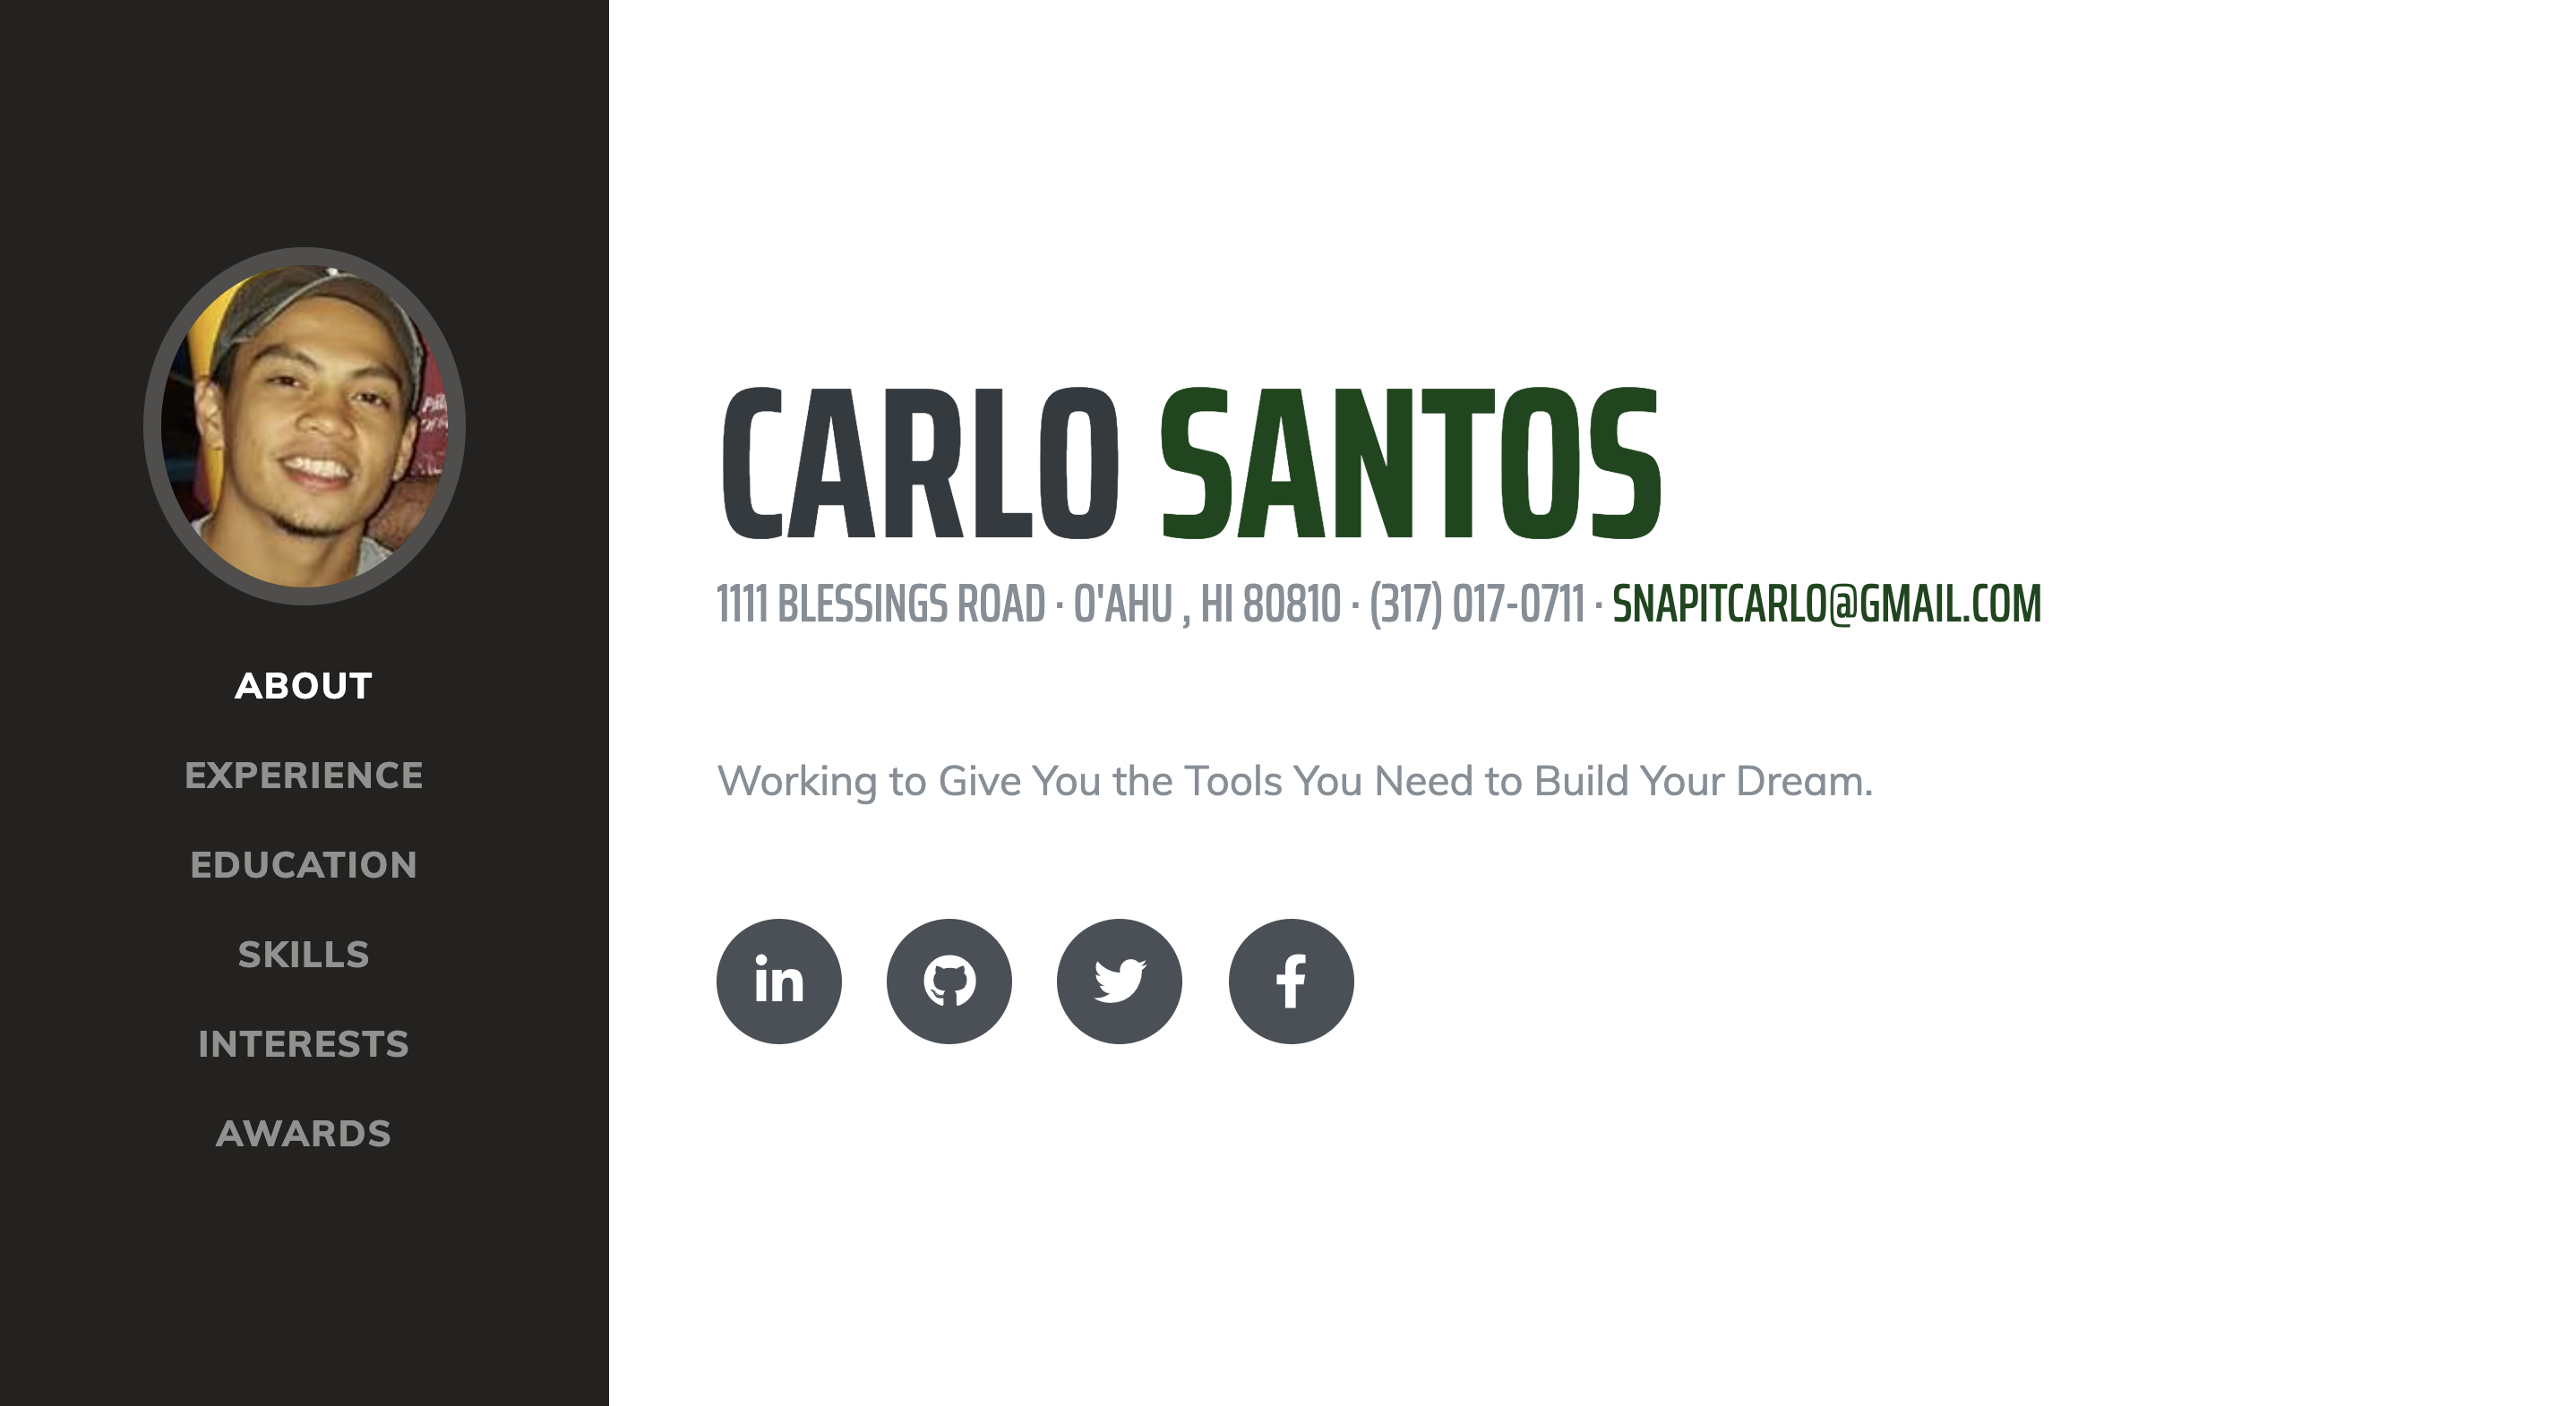 ABOUT
EXPERIENCE
EDUCATION
SKILLS
INTERESTS
AWARDS
CARLO SANTOS
1111 BLESSINGS ROAD · O'AHU , HI 80810 · (317) 017-0711 · SNAPITCARLO@GMAIL.COM
Working to Give You the Tools You Need to Build Your Dream.
in